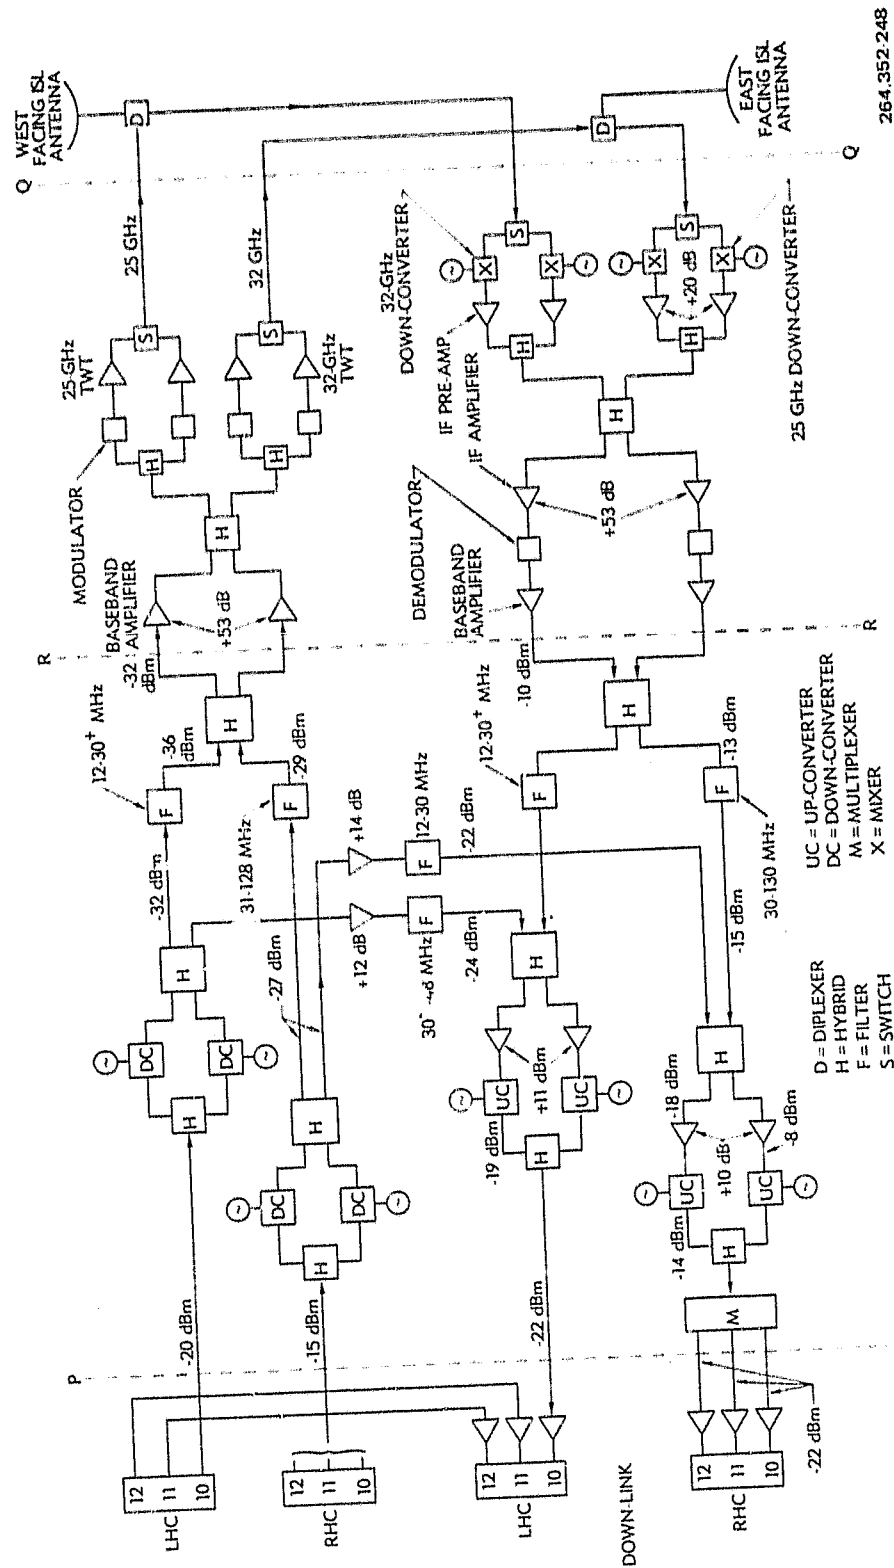 WEST
FACING ISL
ANTENNA
Q
D
25 GHz
32 GHz
25-GHz
TWT
S
S
32-GHz
TWT
MODULATOR
H
H
H
BASEBAND
AMPLIFIER
+53 dB
R
-32
dBm
12-30+ MHz
-36
dBm
F
H
-29 dBm
F
31-128 MHz
-32 dBm
H
DC
DC
H
-27 dBm
-20 dBm
H
DC
DC
H
-15 dBm
P
12
11
10
LHC
12
11
10
RHC
D
EAST
FACING ISL
ANTENNA
Q
32-GHz
DOWN-CONVERTER
X
S
X
H
IF PRE-AMP
IF AMPLIFIER
X
S
X
+20 dB
H
25 GHz DOWN-CONVERTER
H
DEMODULATOR
+53 dB
BASEBAND
AMPLIFIER
R
-10 dBm
12-30+ MHz
H
F
-13 dBm
F
30-130 MHz
+14 dB
F
12-30 MHz
-22 dBm
+12 dB
F
-24 dBm
H
-15 dBm
+11 dBm
UC
UC
-19 dBm
H
-22 dBm
H
-18 dBm
+10 dB
-8 dBm
UC
UC
-14 dBm
H
M
12
11
10
LHC
DOWN-LINK
12
11
10
RHC
-22 dBm
D = DIPLEXER
H = HYBRID
F = FILTER
S = SWITCH
UC = UP-CONVERTER
DC = DOWN-CONVERTER
M = MULTIPLEXER
X = MIXER
264.352-248